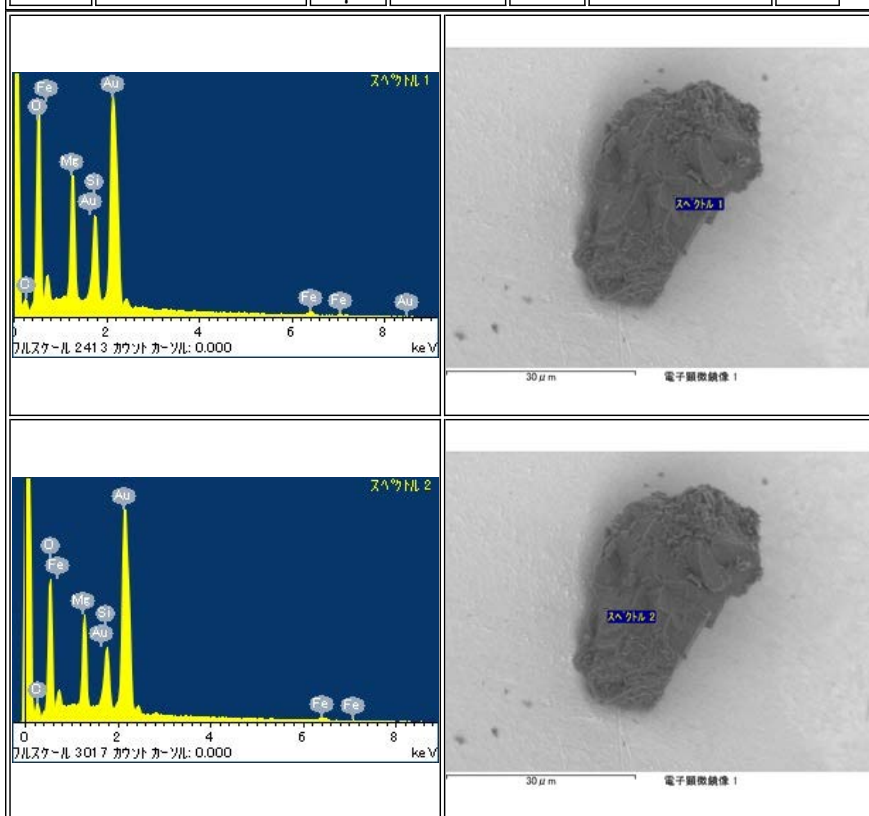 スペクトル 1
Fe
Au
O
Mg
Si
Au
C
Fe
Fe
Au
0 2 4 6 8
フルスケール 2413 カウント カーソル: 0.000 keV
スペクトル 1
30μm 電子顕微鏡像 1
スペクトル 2
Au
O
Fe
Mg
Si
Au
C
Fe
Fe
0 2 4 6 8
フルスケール 3017 カウント カーソル: 0.000 keV
スペクトル 2
30μm 電子顕微鏡像 1